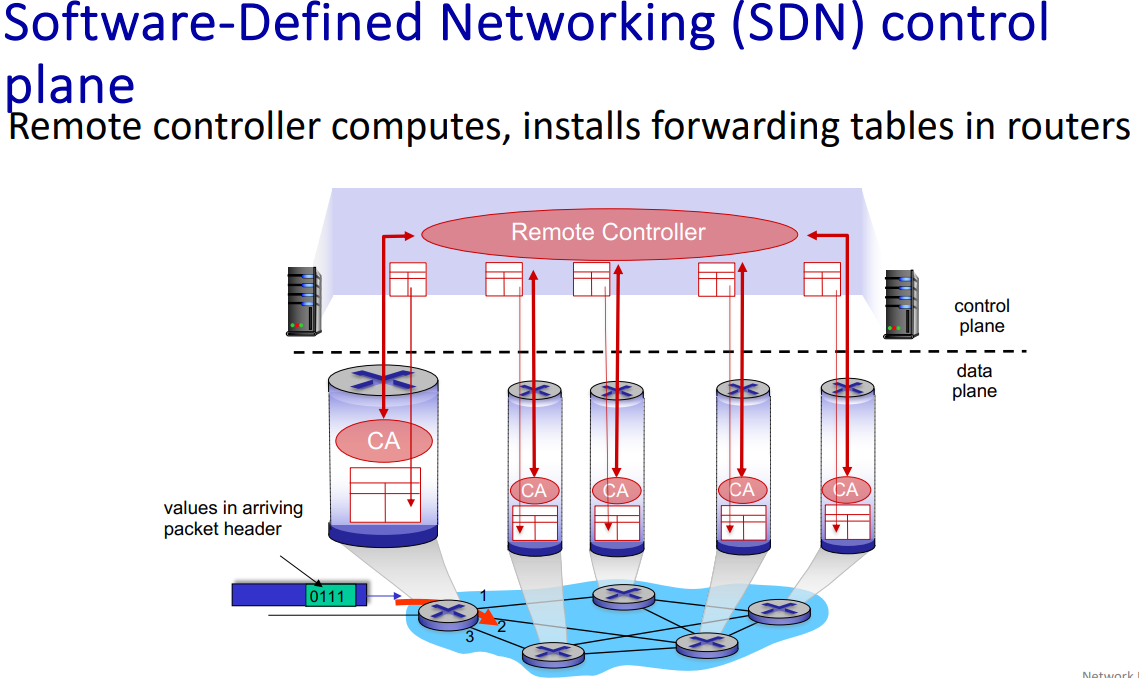 Software-Defined Networking (SDN) control
plane
Remote controller computes, installs forwarding tables in routers
Remote Controller
control
plane
data
plane
CA
CA
CA
CA
CA
values in arriving
packet header
0111
1
2
3
Network